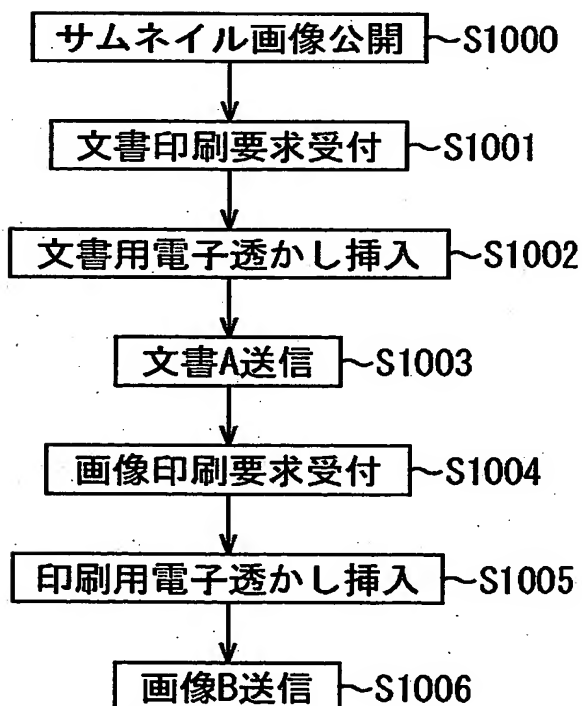 サムネイル画像公開 ~S1000
文書印刷要求受付 ~S1001
文書用電子透かし挿入 ~S1002
文書A送信 ~S1003
画像印刷要求受付 ~S1004
印刷用電子透かし挿入 ~S1005
画像B送信 ~S1006